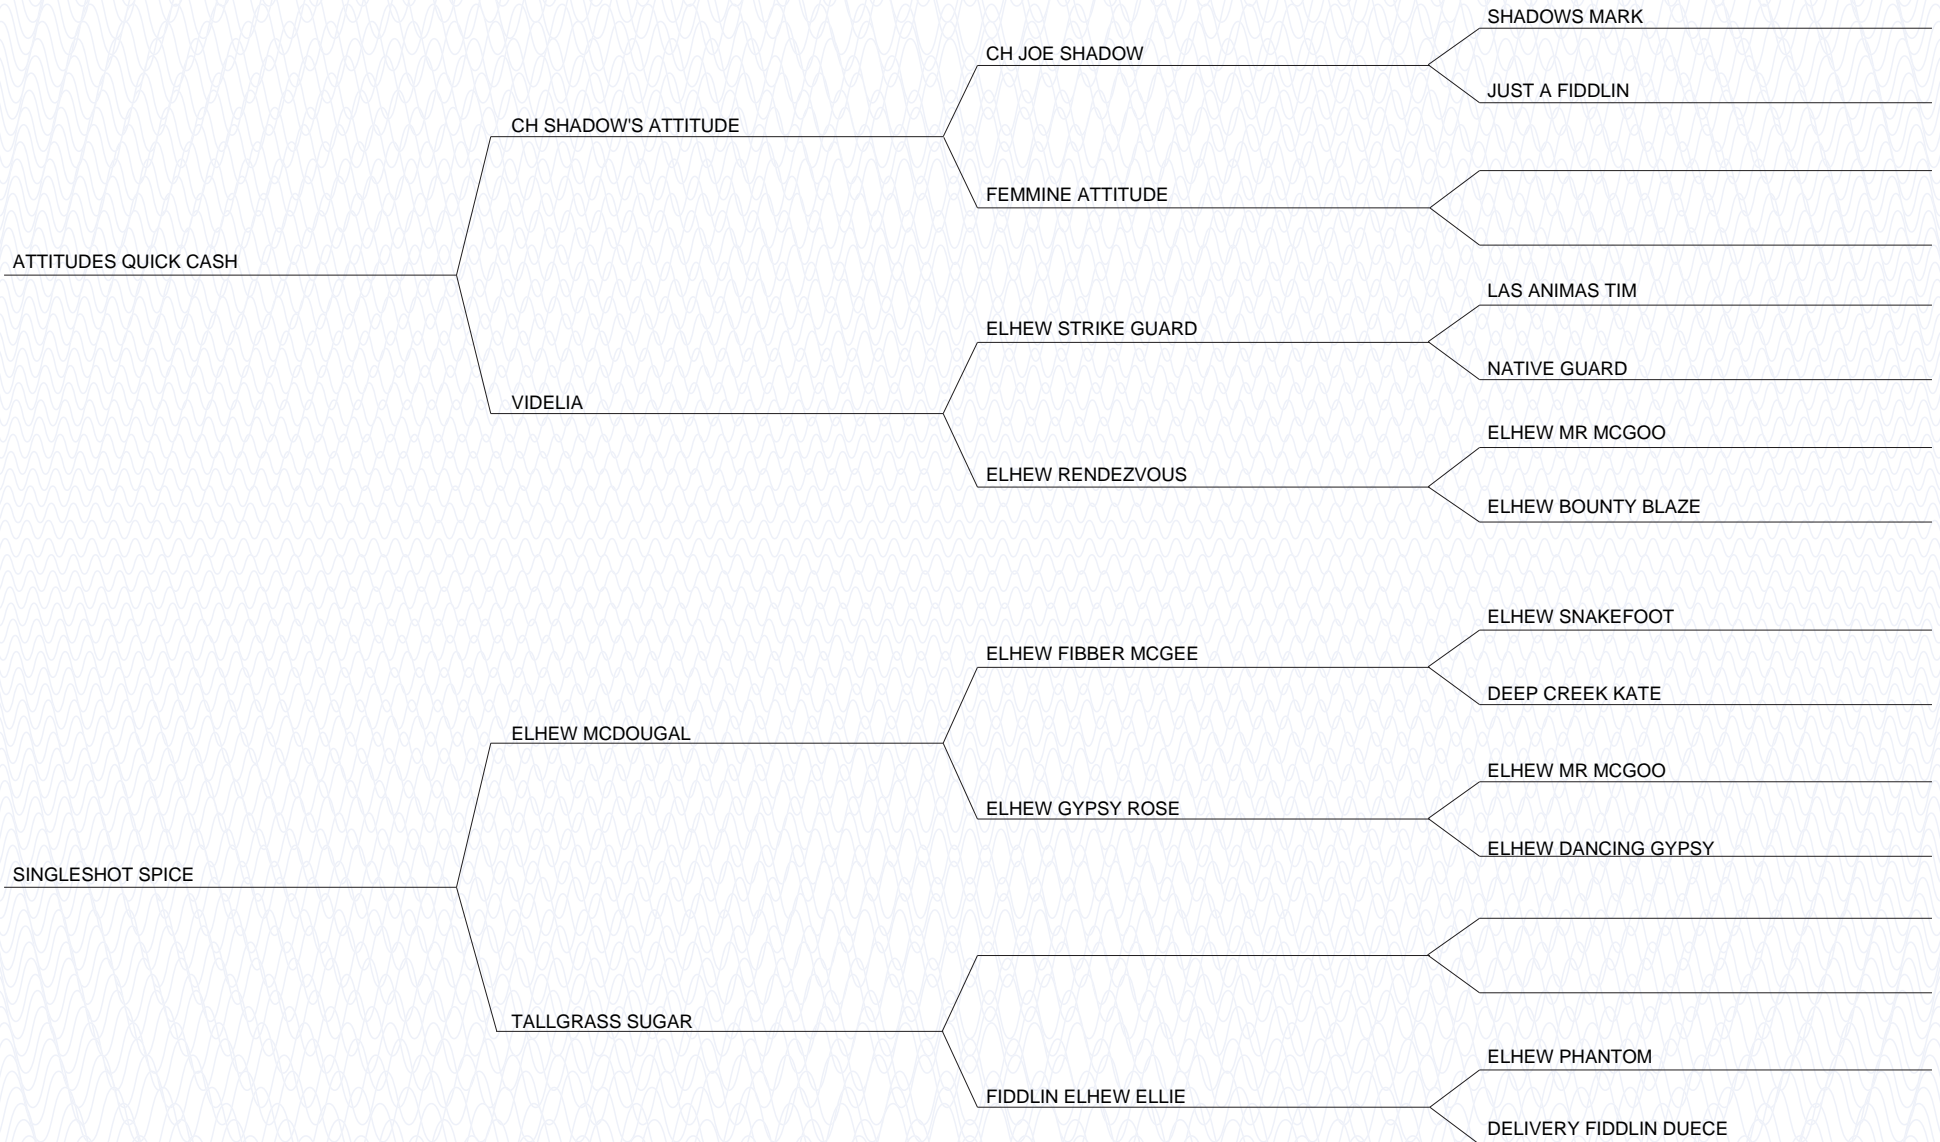 SHADOWS MARK
CH JOE SHADOW
JUST A FIDDLIN
CH SHADOW'S ATTITUDE
FEMMINE ATTITUDE
ATTITUDES QUICK CASH
LAS ANIMAS TIM
ELHEW STRIKE GUARD
NATIVE GUARD
VIDELIA
ELHEW MR MCGOO
ELHEW RENDEZVOUS
ELHEW BOUNTY BLAZE
ELHEW SNAKEFOOT
ELHEW FIBBER MCGEE
DEEP CREEK KATE
ELHEW MCDOUGAL
ELHEW MR MCGOO
ELHEW GYPSY ROSE
ELHEW DANCING GYPSY
SINGLESHOT SPICE
TALLGRASS SUGAR
ELHEW PHANTOM
FIDDLIN ELHEW ELLIE
DELIVERY FIDDLIN DUECE